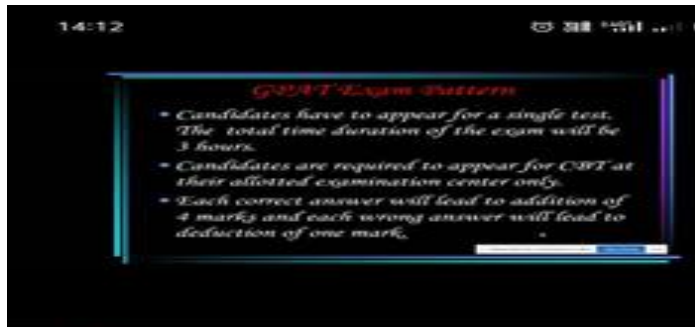 14:12
GPAT Exam Pattern
• Candidates have to appear for a single test.
The total time duration of the exam will be
3 hours.
• Candidates are required to appear for CBT at
their allotted examination center only.
• Each correct answer will lead to addition of
4 marks and each wrong answer will lead to
deduction of one mark.